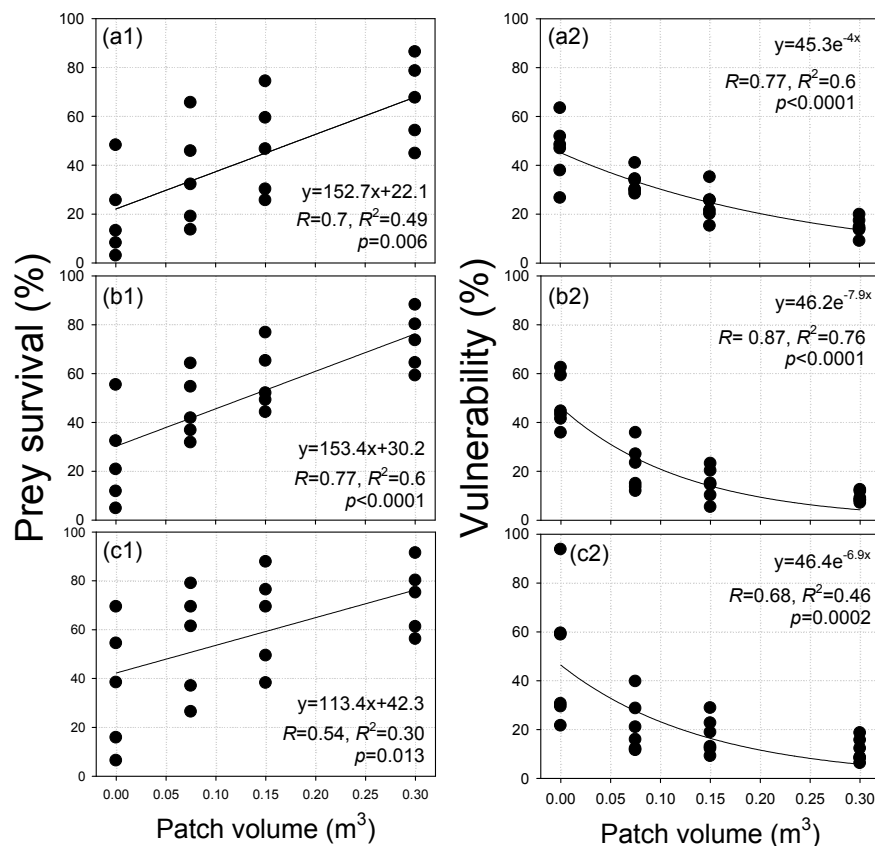 Prey survival (%)
Vulnerability (%)
(a1)
100
80
60
40
20
0
y=152.7x+22.1
R=0.7, R²=0.49
p=0.006
(a2)
100
80
60
40
20
0
y=45.3e⁻⁴ˣ
R=0.77, R²=0.6
p<0.0001
(b1)
100
80
60
40
20
0
y=153.4x+30.2
R=0.77, R²=0.6
p<0.0001
(b2)
100
80
60
40
20
0
y=46.2e⁻⁷·⁹ˣ
R= 0.87, R²=0.76
p<0.0001
(c1)
100
80
60
40
20
0
y=113.4x+42.3
R=0.54, R²=0.30
p=0.013
0.00 0.05 0.10 0.15 0.20 0.25 0.30
Patch volume (m³)
(c2)
100
80
60
40
20
0
y=46.4e⁻⁶·⁹ˣ
R=0.68, R²=0.46
p=0.0002
0.00 0.05 0.10 0.15 0.20 0.25 0.30
Patch volume (m³)